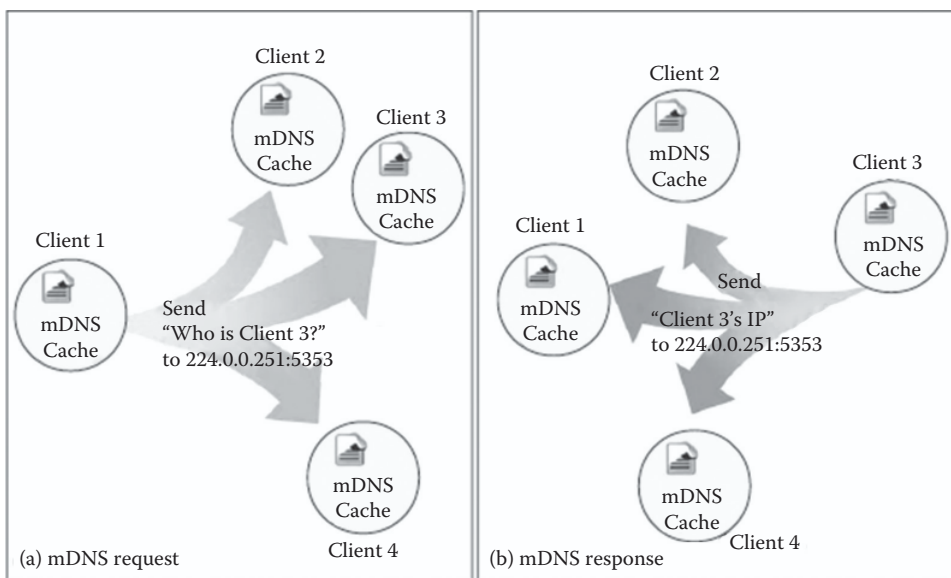 Client 2
mDNS
Cache
Client 3
mDNS
Cache
Client 1
mDNS
Cache
Send
“Who is Client 3?”
to 224.0.0.251:5353
mDNS
Cache
Client 4
(a) mDNS request
Client 2
mDNS
Cache
Client 3
mDNS
Cache
Client 1
mDNS
Cache
Send
“Client 3’s IP”
to 224.0.0.251:5353
mDNS
Cache
Client 4
(b) mDNS response